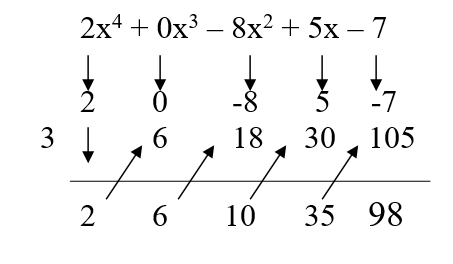 2x⁴ + 0x³ – 8x² + 5x – 7
2 0 -8 5 -7
3 6 18 30 105
2 6 10 35 98